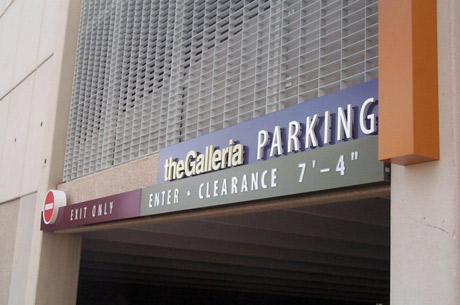 theGalleria PARKING
EXIT ONLY
ENTER • CLEARANCE 7'-4"